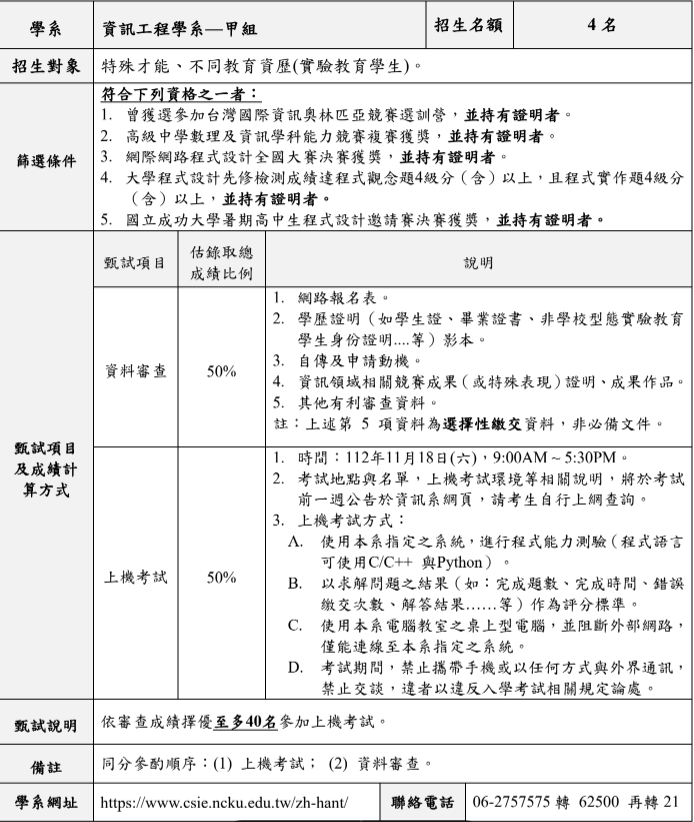 學系 資訊工程學系—甲組 招生名額 4 名
招生對象 特殊才能、不同教育資歷(實驗教育學生)。
篩選條件
符合下列資格之一者：
1. 曾獲選參加台灣國際資訊奧林匹亞競賽選訓營，並持有證明者。
2. 高級中學數理及資訊學科能力競賽複賽獲獎，並持有證明者。
3. 網際網路程式設計全國大賽決賽獲獎，並持有證明者。
4. 大學程式設計先修檢測成績達程式觀念題4級分（含）以上，且程式實作題4級分
（含）以上，並持有證明者。
5. 國立成功大學暑期高中生程式設計邀請賽決賽獲獎，並持有證明者。
甄試項目
及成績計
算方式
甄試項目
估錄取總
成績比例
說明
資料審查 50%
1. 網路報名表。
2. 學歷證明（如學生證、畢業證書、非學校型態實驗教育
學生身份證明....等）影本。
3. 自傳及申請動機。
4. 資訊領域相關競賽成果（或特殊表現）證明、成果作品。
5. 其他有利審查資料。
註：上述第 5 項資料為選擇性繳交資料，非必備文件。
上機考試 50%
1. 時間：112年11月18日(六)，9:00AM ~ 5:30PM。
2. 考試地點與名單，上機考試環境等相關說明，將於考試
前一週公告於資訊系網頁，請考生自行上網查詢。
3. 上機考試方式：
A. 使用本系指定之系統，進行程式能力測驗（程式語言
可使用C/C++ 與Python）。
B. 以求解問題之結果（如：完成題數、完成時間、錯誤
繳交次數、解答結果……等）作為評分標準。
C. 使用本系電腦教室之桌上型電腦，並阻斷外部網路，
僅能連線至本系指定之系統。
D. 考試期間，禁止攜帶手機或以任何方式與外界通訊，
禁止交談，違者以違反入學考試相關規定論處。
甄試說明 依審查成績擇優至多40名參加上機考試。
備註 同分參酌順序：(1) 上機考試； (2) 資料審查。
學系網址 https://www.csie.ncku.edu.tw/zh-hant/ 聯絡電話 06-2757575 轉 62500 再轉 21